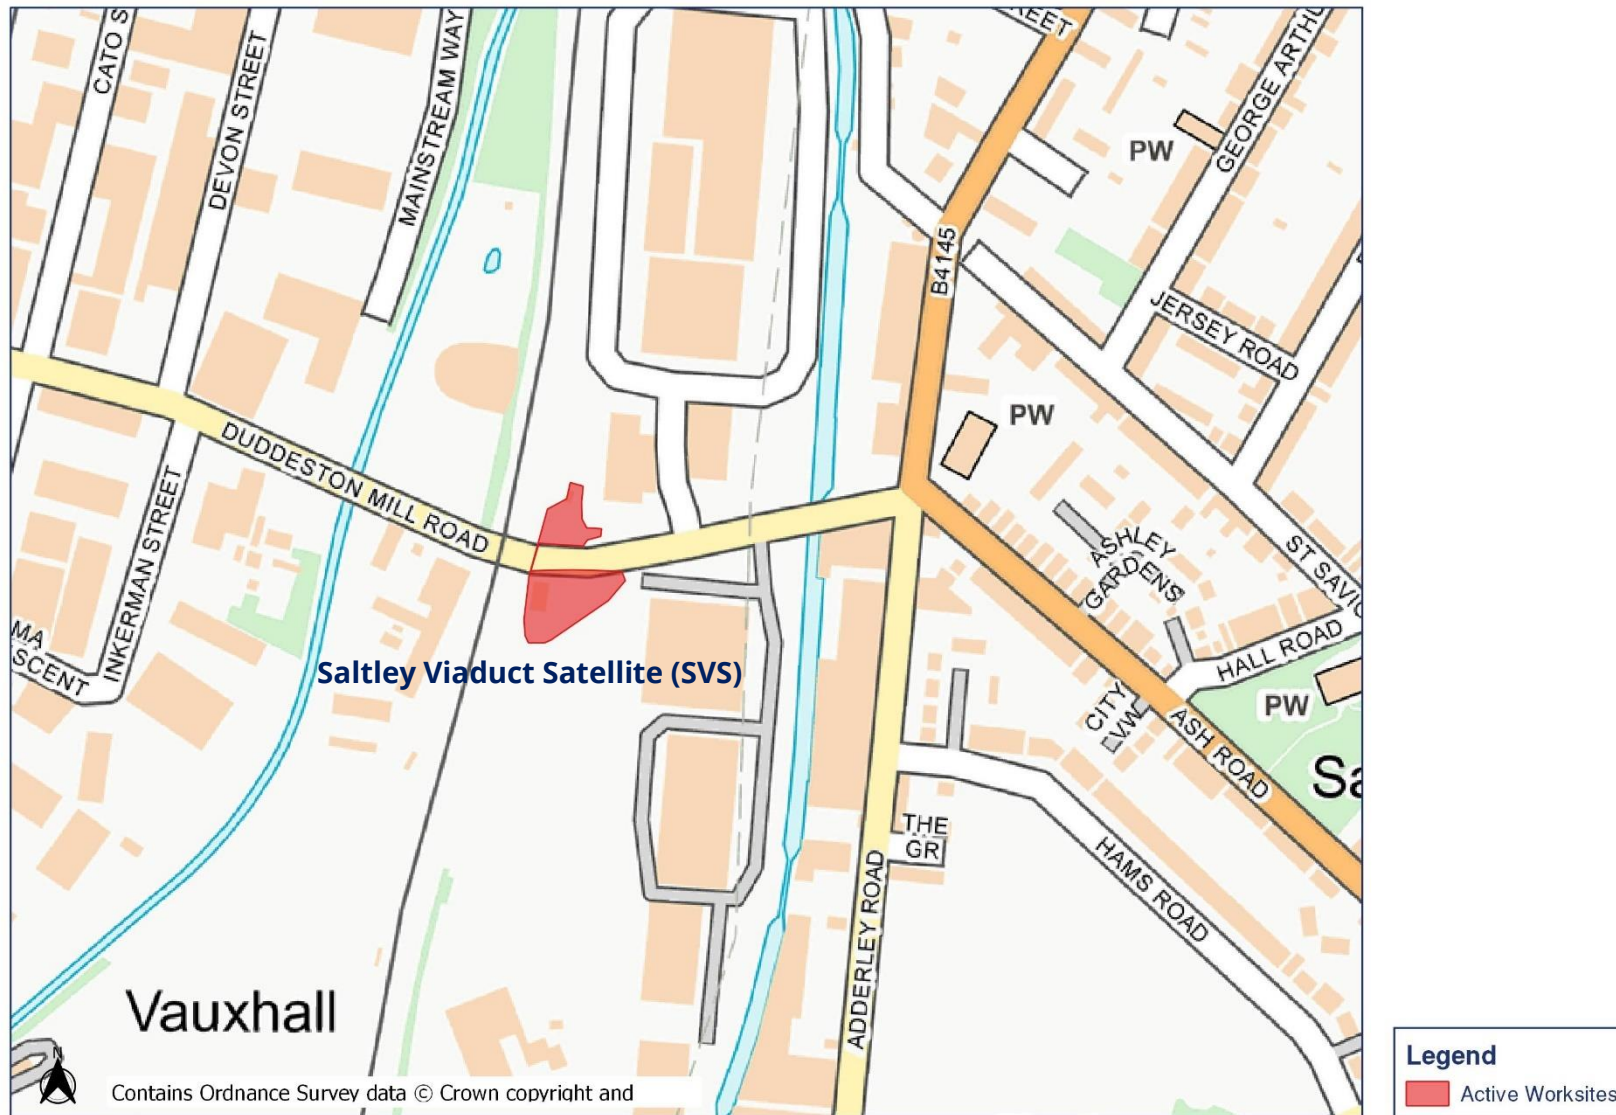 CATO S
DEVON STREET
MAINSTREAM WAY
REET
GEORGE ARTHU
PW
B4145
JERSEY ROAD
PW
DUDDESTON MILL ROAD
INKERMAN STREET
MA
SCENT
ASHLEY
GARDENS
ST SAVIO
HALL ROAD
Saltley Viaduct Satellite (SVS)
CITY
VW
PW
ASH ROAD
Sa
THE
GR
HAMS ROAD
ADDERLEY ROAD
Vauxhall
N
Contains Ordnance Survey data © Crown copyright and
Legend
Active Worksites